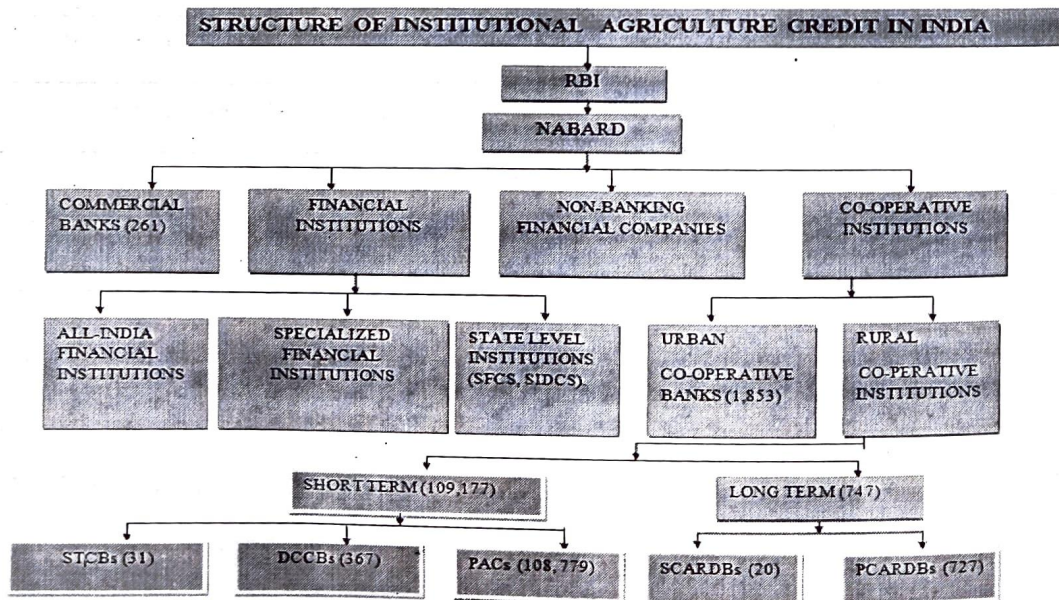 STRUCTURE OF INSTITUTIONAL AGRICULTURE CREDIT IN INDIA
RBI
NABARD
COMMERCIAL
BANKS (261)
FINANCIAL
INSTITUTIONS
NON-BANKING
FINANCIAL COMPANIES
CO-OPERATIVE
INSTITUTIONS
ALL-INDIA
FINANCIAL
INSTITUTIONS
SPECIALIZED
FINANCIAL
INSTITUTIONS
STATE LEVEL
INSTITUTIONS
(SFCS, SIDCS)
URBAN
CO-OPERATIVE
BANKS (1,853)
RURAL
CO-PERATIVE
INSTITUTIONS
SHORT TERM (109,177)
LONG TERM (747)
STCBs (31)
DCCBs (367)
PACs (108,779)
SCARDBs (20)
PCARDBs (727)